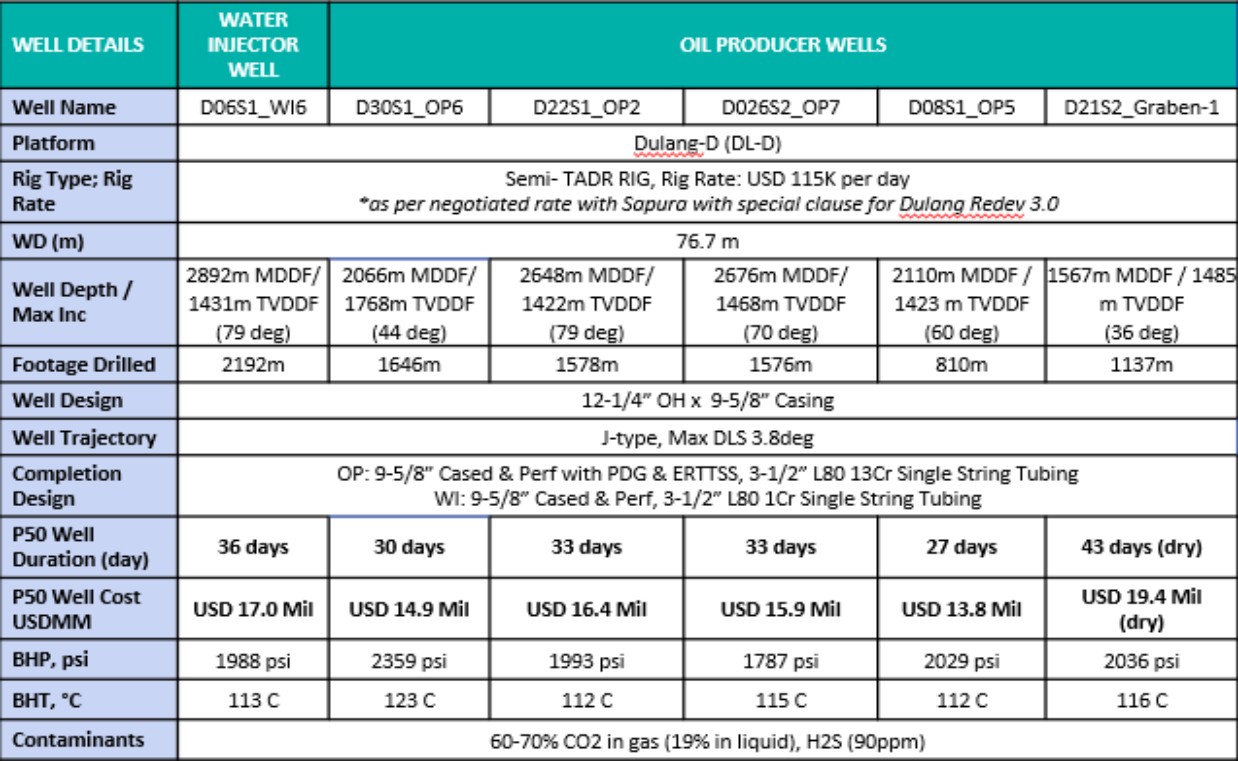 WELL DETAILS
WATER
INJECTOR
WELL
OIL PRODUCER WELLS
Well Name
D06S1_WI6
D30S1_OP6
D22S1_OP2
D026S2_OP7
D08S1_OP5
D21S2_Graben-1
Platform
Dulang-D (DL-D)
Rig Type; Rig
Rate
Semi- TADR RIG, Rig Rate: USD 115K per day
*as per negotiated rate with Sapura with special clause for Dulang Redev 3.0
WD (m)
76.7 m
Well Depth /
Max Inc
2892m MDDF/
1431m TVDDF
(79 deg)
2066m MDDF/
1768m TVDDF
(44 deg)
2648m MDDF/
1422m TVDDF
(79 deg)
2676m MDDF/
1468m TVDDF
(70 deg)
2110m MDDF /
1423 m TVDDF
(60 deg)
1567m MDDF / 1485
m TVDDF
(36 deg)
Footage Drilled
2192m
1646m
1578m
1576m
810m
1137m
Well Design
12-1/4” OH x 9-5/8” Casing
Well Trajectory
J-type, Max DLS 3.8deg
Completion
Design
OP: 9-5/8” Cased & Perf with PDG & ERTTSS, 3-1/2” L80 13Cr Single String Tubing
WI: 9-5/8” Cased & Perf, 3-1/2” L80 1Cr Single String Tubing
P50 Well
Duration (day)
36 days
30 days
33 days
33 days
27 days
43 days (dry)
P50 Well Cost
USDMM
USD 17.0 Mil
USD 14.9 Mil
USD 16.4 Mil
USD 15.9 Mil
USD 13.8 Mil
USD 19.4 Mil
(dry)
BHP, psi
1988 psi
2359 psi
1993 psi
1787 psi
2029 psi
2036 psi
BHT, °C
113 C
123 C
112 C
115 C
112 C
116 C
Contaminants
60-70% CO2 in gas (19% in liquid), H2S (90ppm)